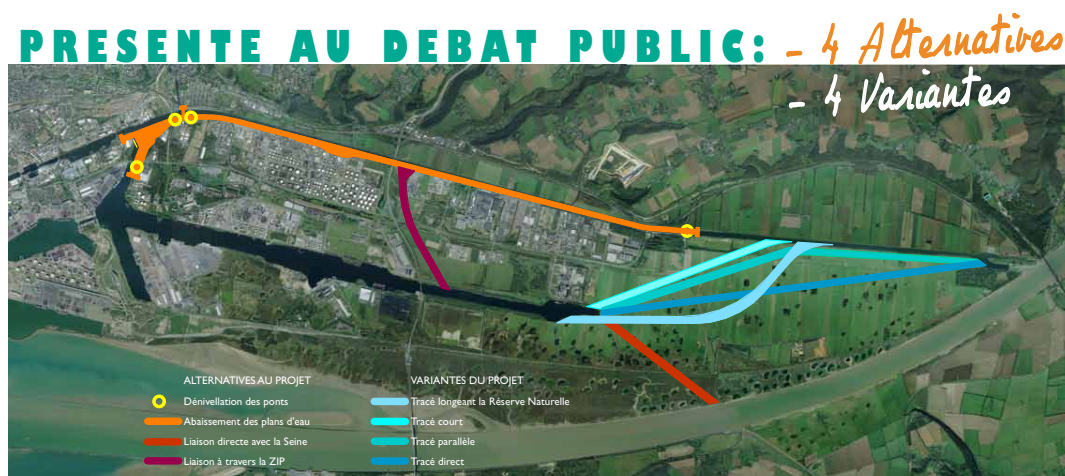 PRESENTE AU DEBAT PUBLIC: - 4 Alternatives
- 4 Variantes
ALTERNATIVES AU PROJET
Dénivellation des ponts
Abaissement des plans d'eau
Liaison directe avec la Seine
Liaison à travers la ZIP
VARIANTES DU PROJET
Tracé longeant la Réserve Naturelle
Tracé court
Tracé parallèle
Tracé direct